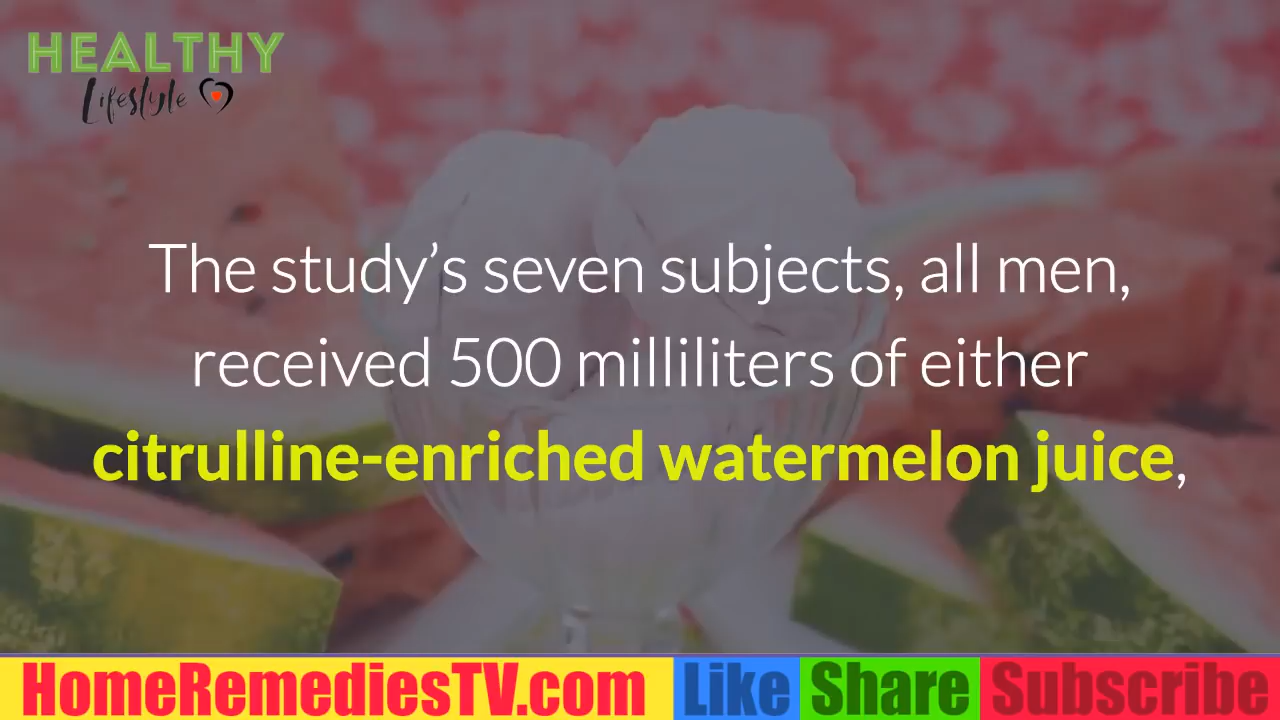 HEALTHY
Lifestyle
The study’s seven subjects, all men,
received 500 milliliters of either
citrulline-enriched watermelon juice,
HomeRemediesTV.com Like Share Subscribe